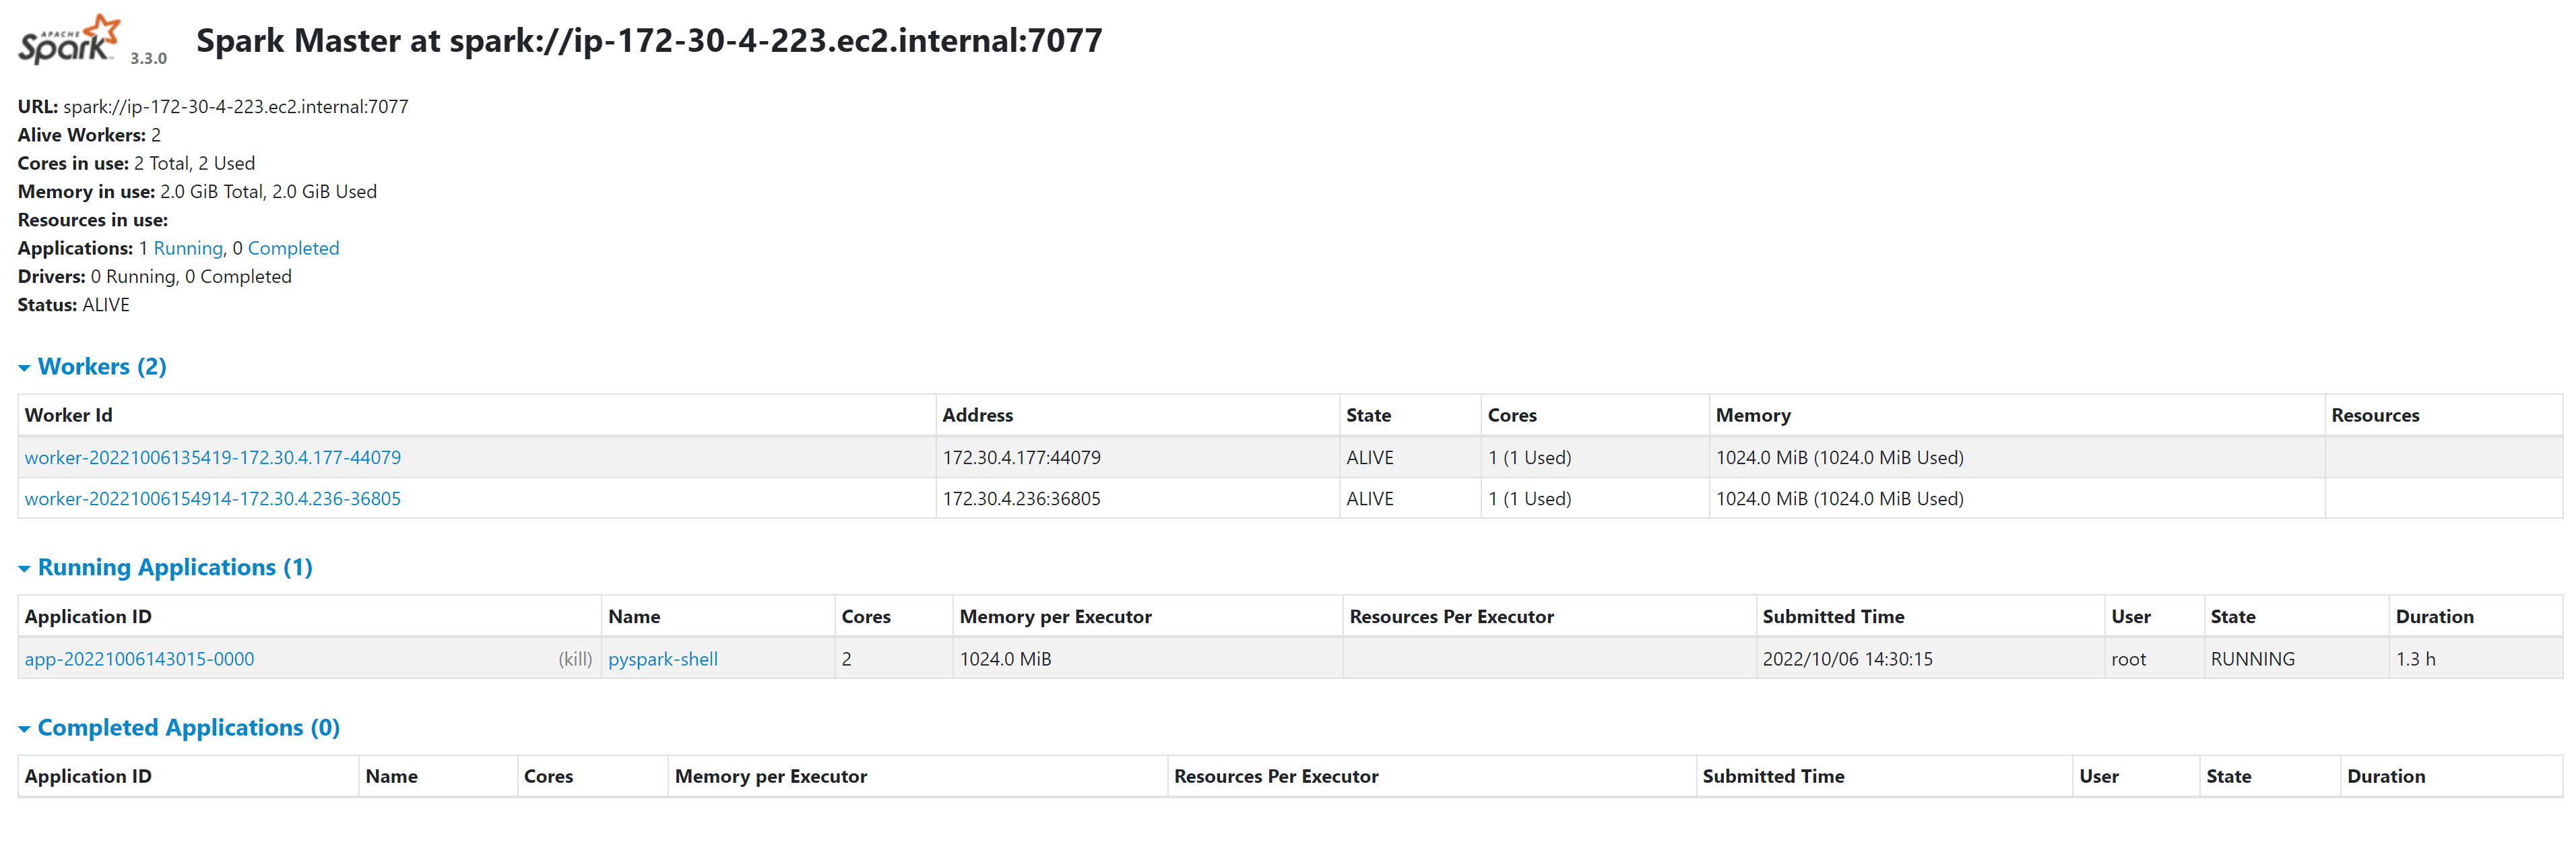 APACHE
Spark 3.3.0 Spark Master at spark://ip-172-30-4-223.ec2.internal:7077
URL: spark://ip-172-30-4-223.ec2.internal:7077
Alive Workers: 2
Cores in use: 2 Total, 2 Used
Memory in use: 2.0 GiB Total, 2.0 GiB Used
Resources in use:
Applications: 1 Running, 0 Completed
Drivers: 0 Running, 0 Completed
Status: ALIVE
Workers (2)
Worker Id Address State Cores Memory Resources
worker-20221006135419-172.30.4.177-44079 172.30.4.177:44079 ALIVE 1 (1 Used) 1024.0 MiB (1024.0 MiB Used)
worker-20221006154914-172.30.4.236-36805 172.30.4.236:36805 ALIVE 1 (1 Used) 1024.0 MiB (1024.0 MiB Used)
Running Applications (1)
Application ID Name Cores Memory per Executor Resources Per Executor Submitted Time User State Duration
app-20221006143015-0000 (kill) pyspark-shell 2 1024.0 MiB 2022/10/06 14:30:15 root RUNNING 1.3 h
Completed Applications (0)
Application ID Name Cores Memory per Executor Resources Per Executor Submitted Time User State Duration